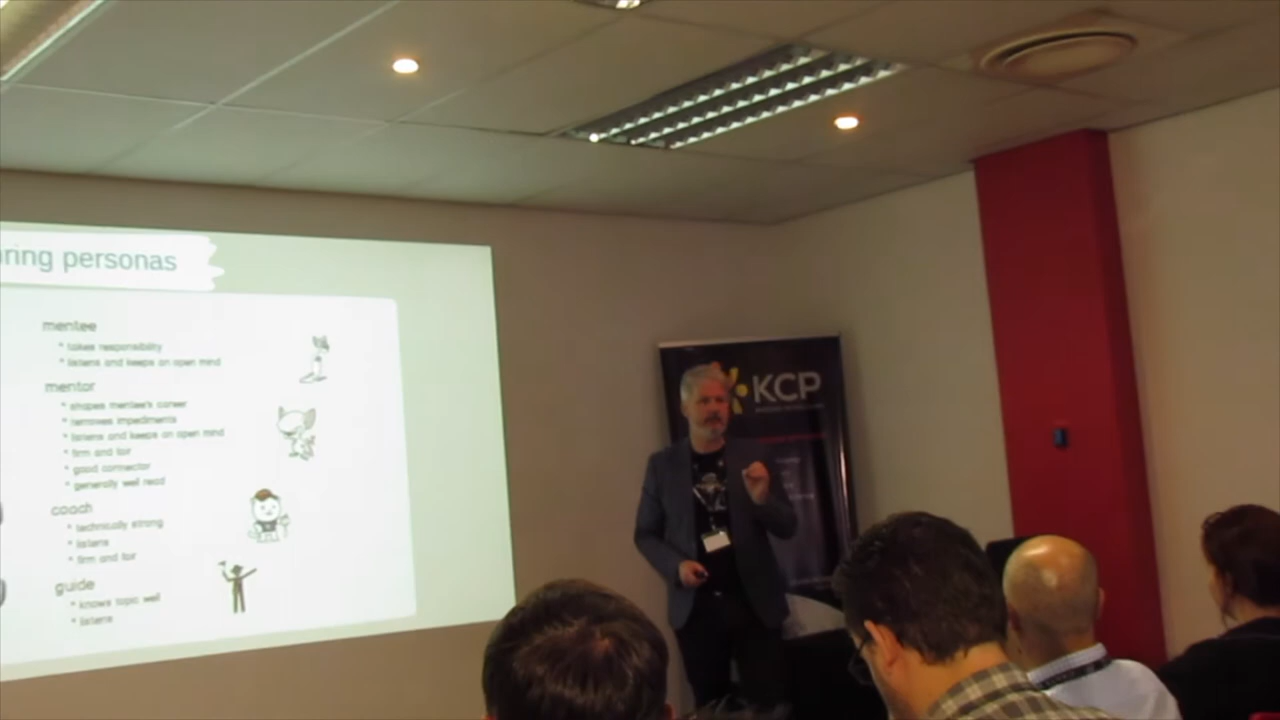 ring personas
mentee
* takes responsibility
* listens and keeps an open mind
mentor
* shapes mentee's career
* removes impediments
* listens and keeps an open mind
* firm and fair
* good connector
* generally well read
coach
* technically strong
* listens
* firm and fair
guide
* knows topic well
* listens
KCP